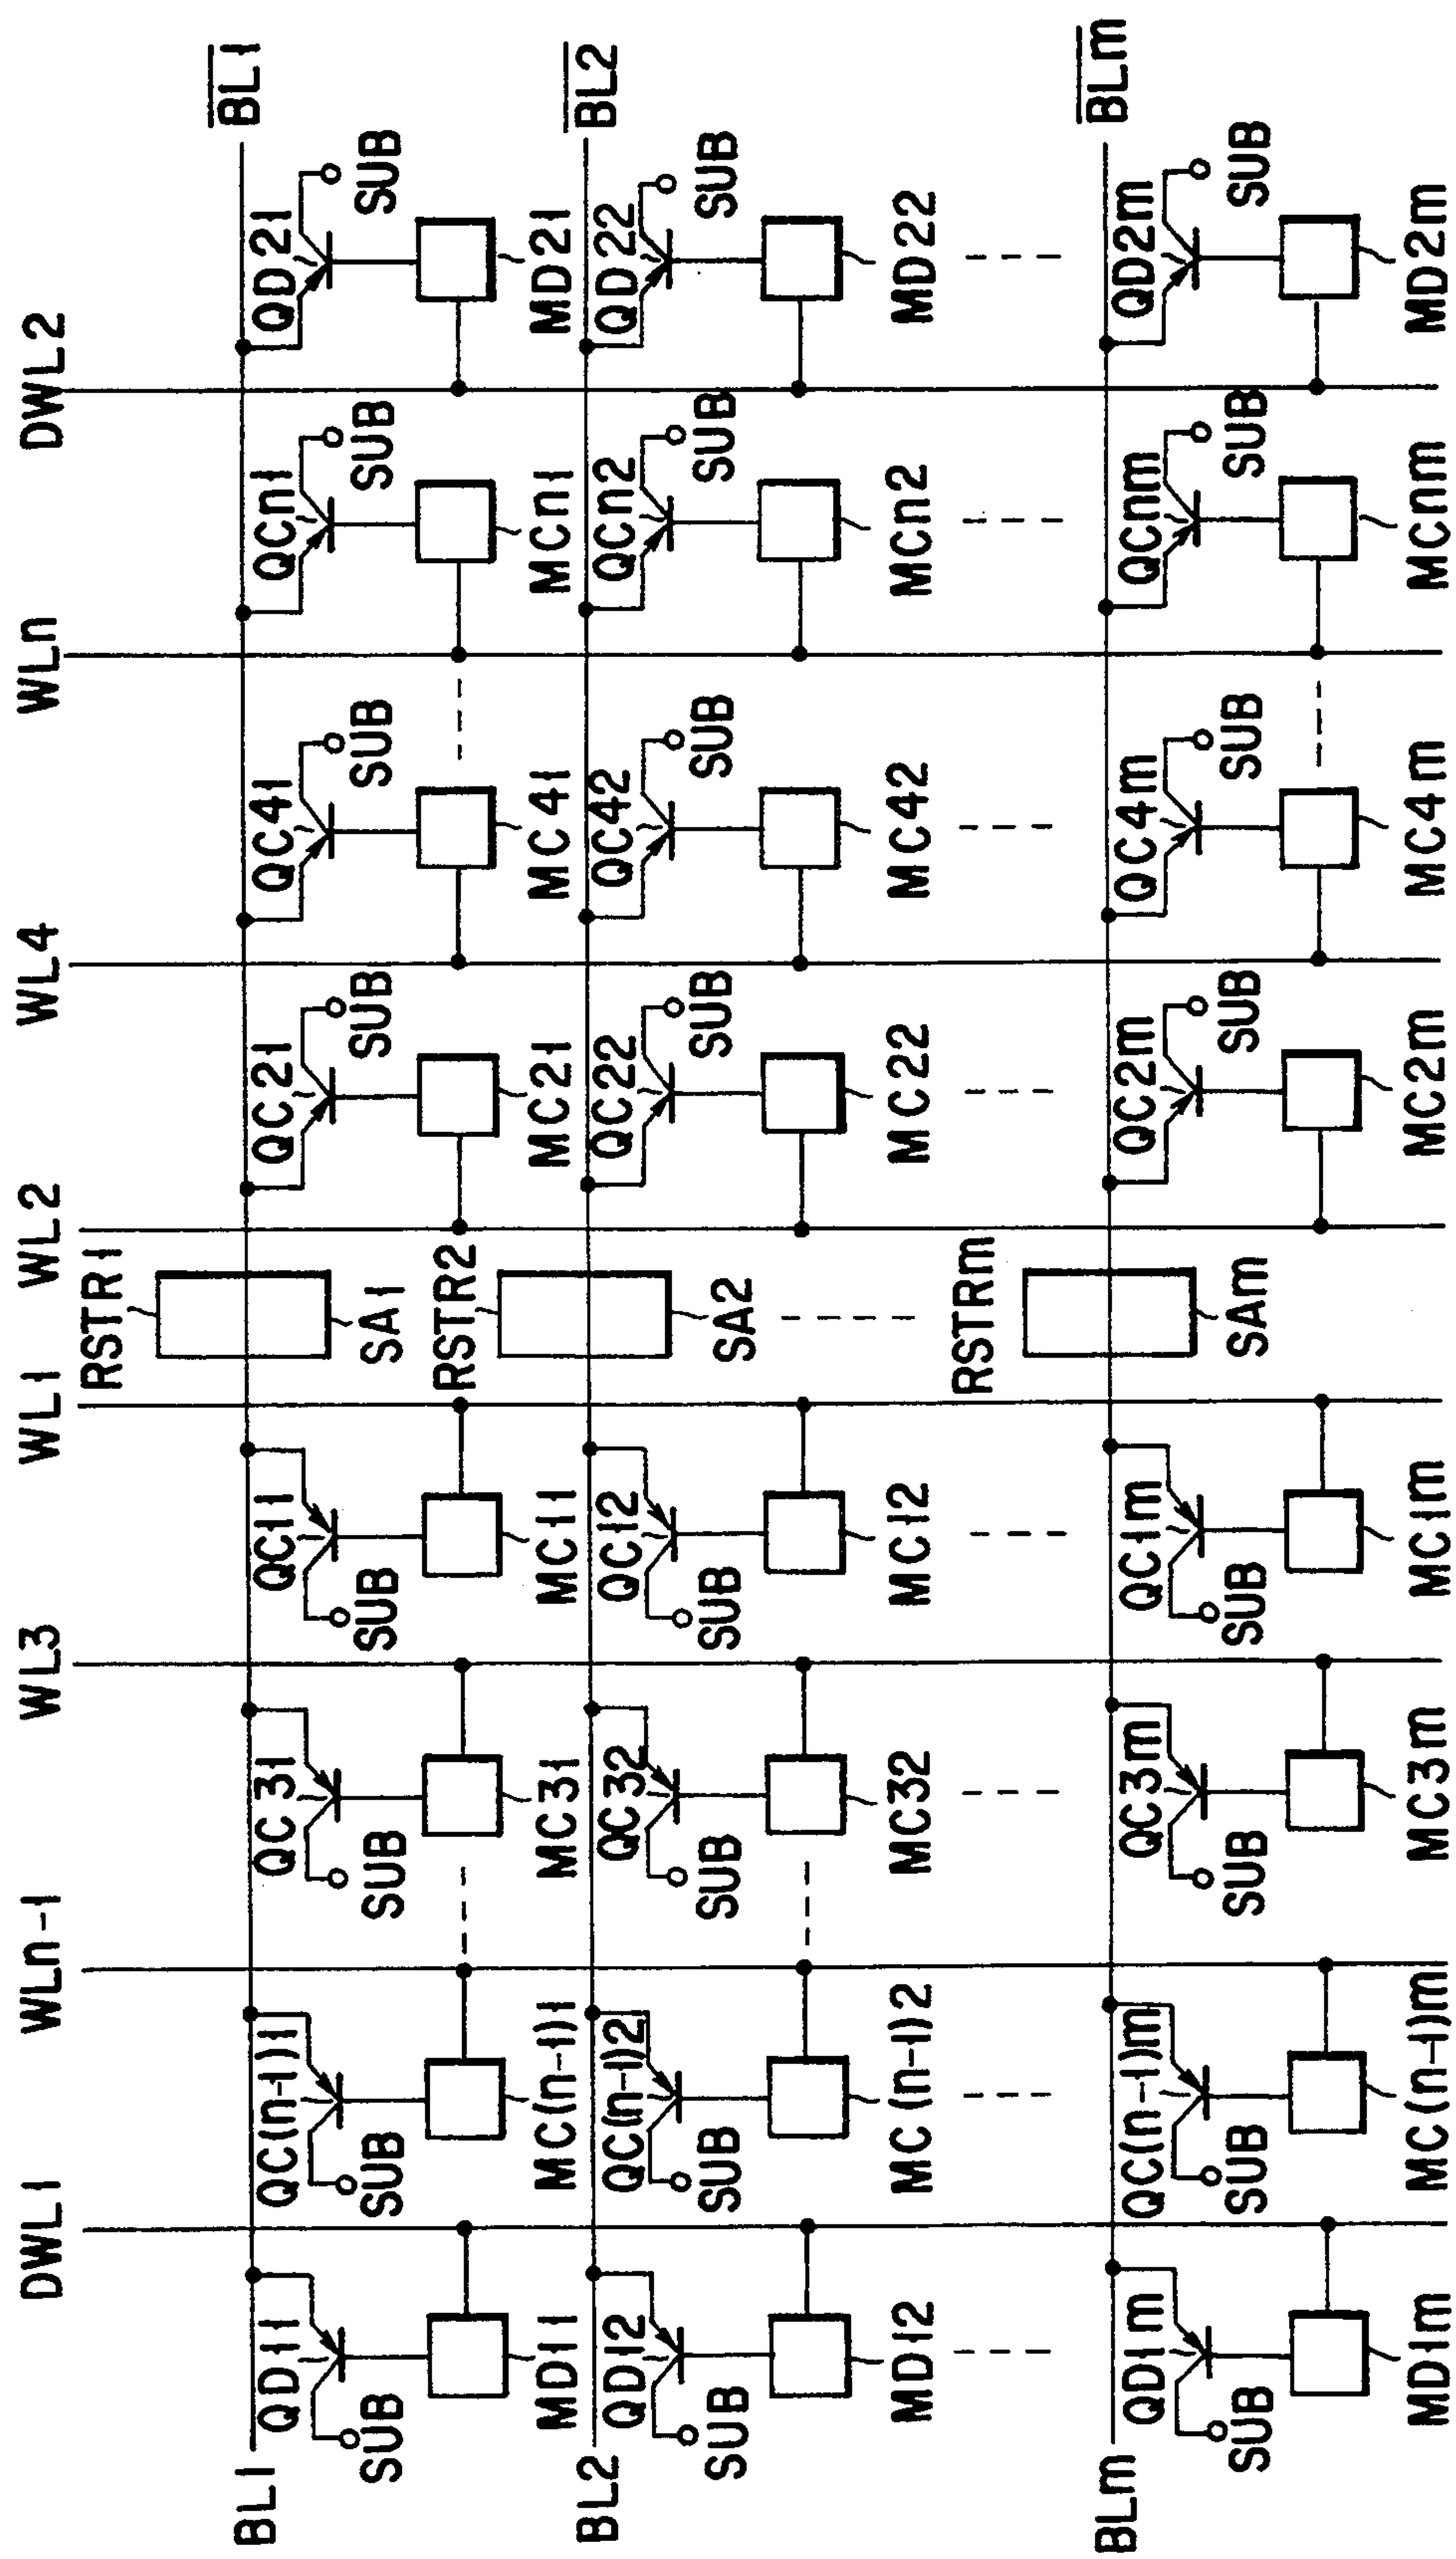 DWL1 WLn-1 WL3 WL1 WL2 WL4 WLn DWL2
RSTR1
BL1 QD11 QC(n-1)1 QC31 QC11 QC21 QC41 QCn1 QD21 BL1
SUB SUB SUB SUB SA1 SUB SUB SUB SUB
RSTR2
MD11 MC(n-1)1 MC31 MC11 MC21 MC41 MCn1 MD21
BL2 QD12 QC(n-1)2 QC32 QC12 QC22 QC42 QCn2 QD22 BL2
SUB SUB SUB SUB SA2 SUB SUB SUB SUB
MD12 MC(n-1)2 MC32 MC12 MC22 MC42 MCn2 MD22
RSTRm
BLm QD1m QC(n-1)m QC3m QC1m QC2m QC4m QCnm QD2m BLm
SUB SUB SUB SUB SAm SUB SUB SUB SUB
MD1m MC(n-1)m MC3m MC1m MC2m MC4m MCnm MD2m